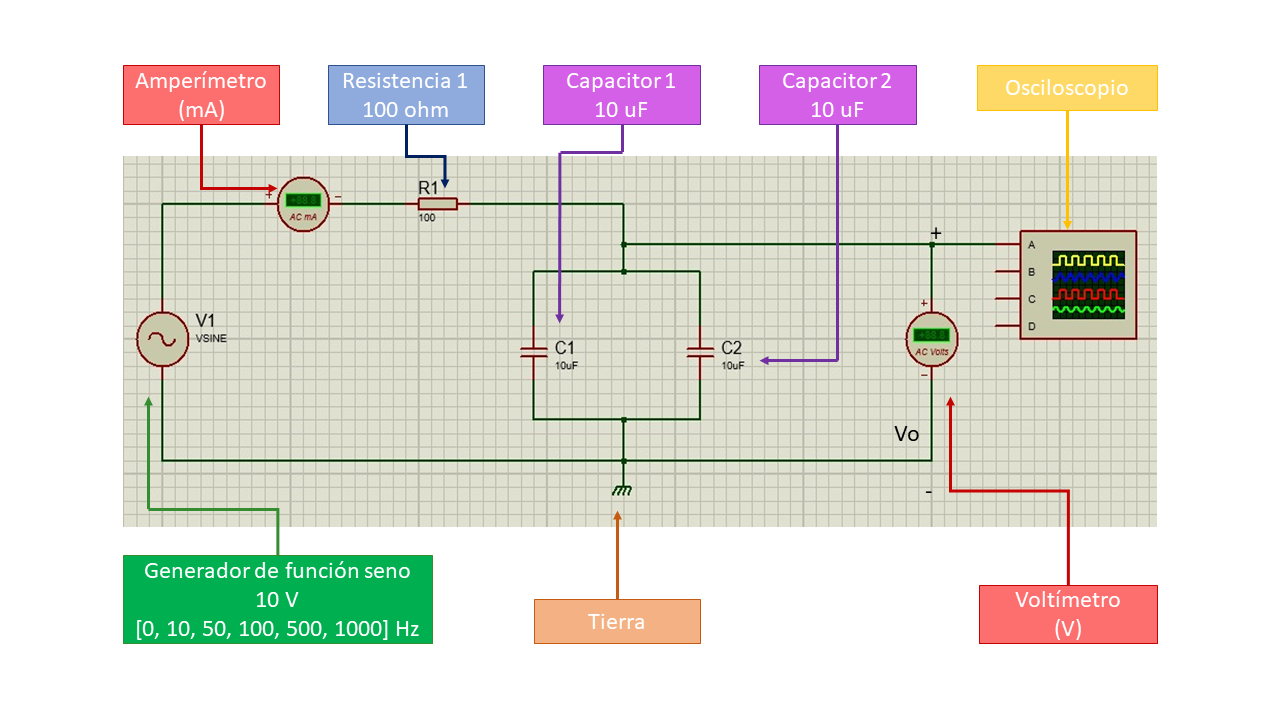 Amperímetro
(mA)
Resistencia 1
100 ohm
Capacitor 1
10 uF
Capacitor 2
10 uF
Osciloscopio
+
−
AC mA
R1
100
+
A
B
C
D
V1
VSINE
C1
10uF
C2
10uF
+
AC Volts
−
Vo
-
Generador de función seno
10 V
[0, 10, 50, 100, 500, 1000] Hz
Tierra
Voltímetro
(V)